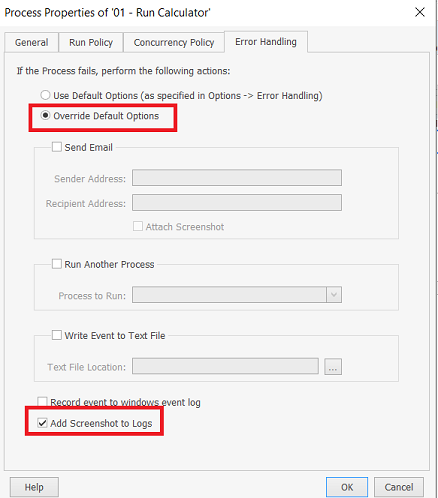 Process Properties of '01 - Run Calculator'
General
Run Policy
Concurrency Policy
Error Handling
If the Process fails, perform the following actions:
Use Default Options (as specified in Options -> Error Handling)
Override Default Options
Send Email
Sender Address:
Recipient Address:
Attach Screenshot
Run Another Process
Process to Run:
Write Event to Text File
Text File Location:
...
Record event to windows event log
Add Screenshot to Logs
Help
OK
Cancel